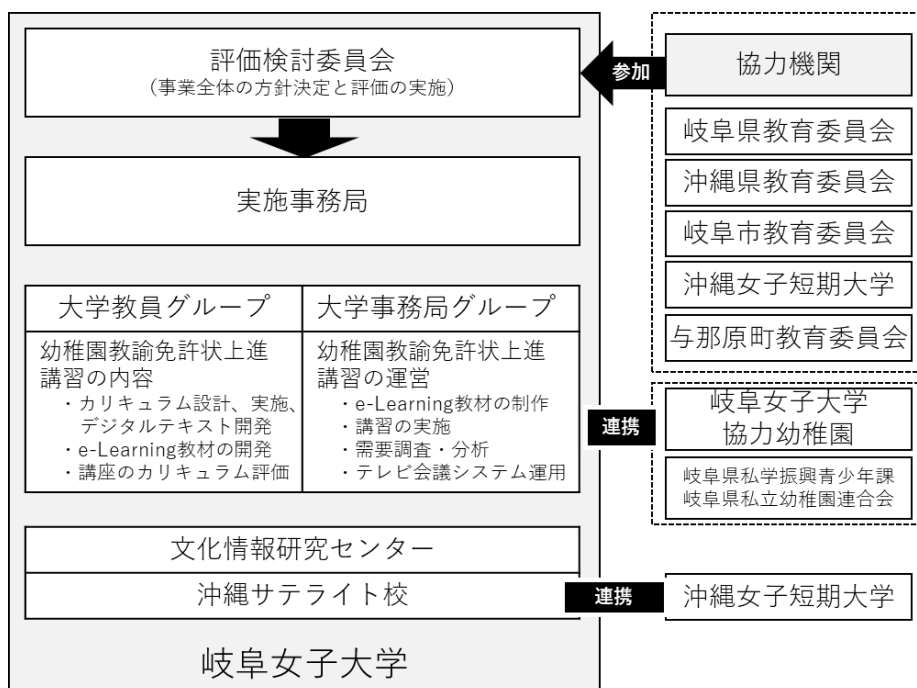 評価検討委員会
（事業全体の方針決定と評価の実施）
実施事務局
大学教員グループ
幼稚園教諭免許状上進
講習の内容
・カリキュラム設計、実施、
デジタルテキスト開発
・e-Learning教材の開発
・講座のカリキュラム評価
大学事務局グループ
幼稚園教諭免許状上進
講習の運営
・e-Learning教材の制作
・講習の実施
・需要調査・分析
・テレビ会議システム運用
文化情報研究センター
沖縄サテライト校
岐阜女子大学
参加
協力機関
岐阜県教育委員会
沖縄県教育委員会
岐阜市教育委員会
沖縄女子短期大学
与那原町教育委員会
連携
岐阜女子大学
協力幼稚園
岐阜県私学振興青少年課
岐阜県私立幼稚園連合会
連携
沖縄女子短期大学